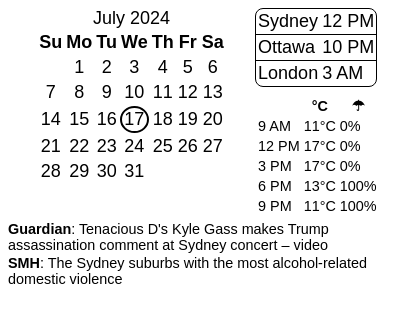 July 2024
Su Mo Tu We Th Fr Sa
1 2 3 4 5 6
7 8 9 10 11 12 13
14 15 16 17 18 19 20
21 22 23 24 25 26 27
28 29 30 31
Sydney 12 PM
Ottawa 10 PM
London 3 AM
°C ☂
9 AM 11°C 0%
12 PM 17°C 0%
3 PM 17°C 0%
6 PM 13°C 100%
9 PM 11°C 100%
Guardian: Tenacious D's Kyle Gass makes Trump
assassination comment at Sydney concert – video
SMH: The Sydney suburbs with the most alcohol-related
domestic violence